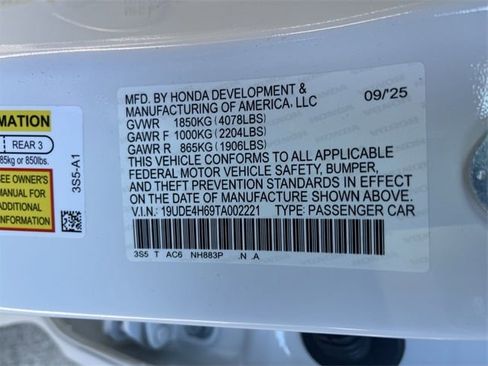 MFD. BY HONDA DEVELOPMENT &
MANUFACTURING OF AMERICA, LLC 09/'25
GVWR 1850KG (4078LBS)
GAWR F 1000KG (2204LBS)
GAWR R 865KG (1906LBS)
THIS VEHICLE CONFORMS TO ALL APPLICABLE
FEDERAL MOTOR VEHICLE SAFETY, BUMPER,
AND THEFT PREVENTION STANDARDS IN EFFECT
ON THE DATE OF MANUFACTURE SHOWN ABOVE.
V.I.N.: 19UDE4H69TA002221 TYPE: PASSENGER CAR
3S5 T AC6 NH883P .N .A
REAR 3
85kg or 850lbs.
OWNER'S
MANUAL FOR
ADDITIONAL
3S5-A1